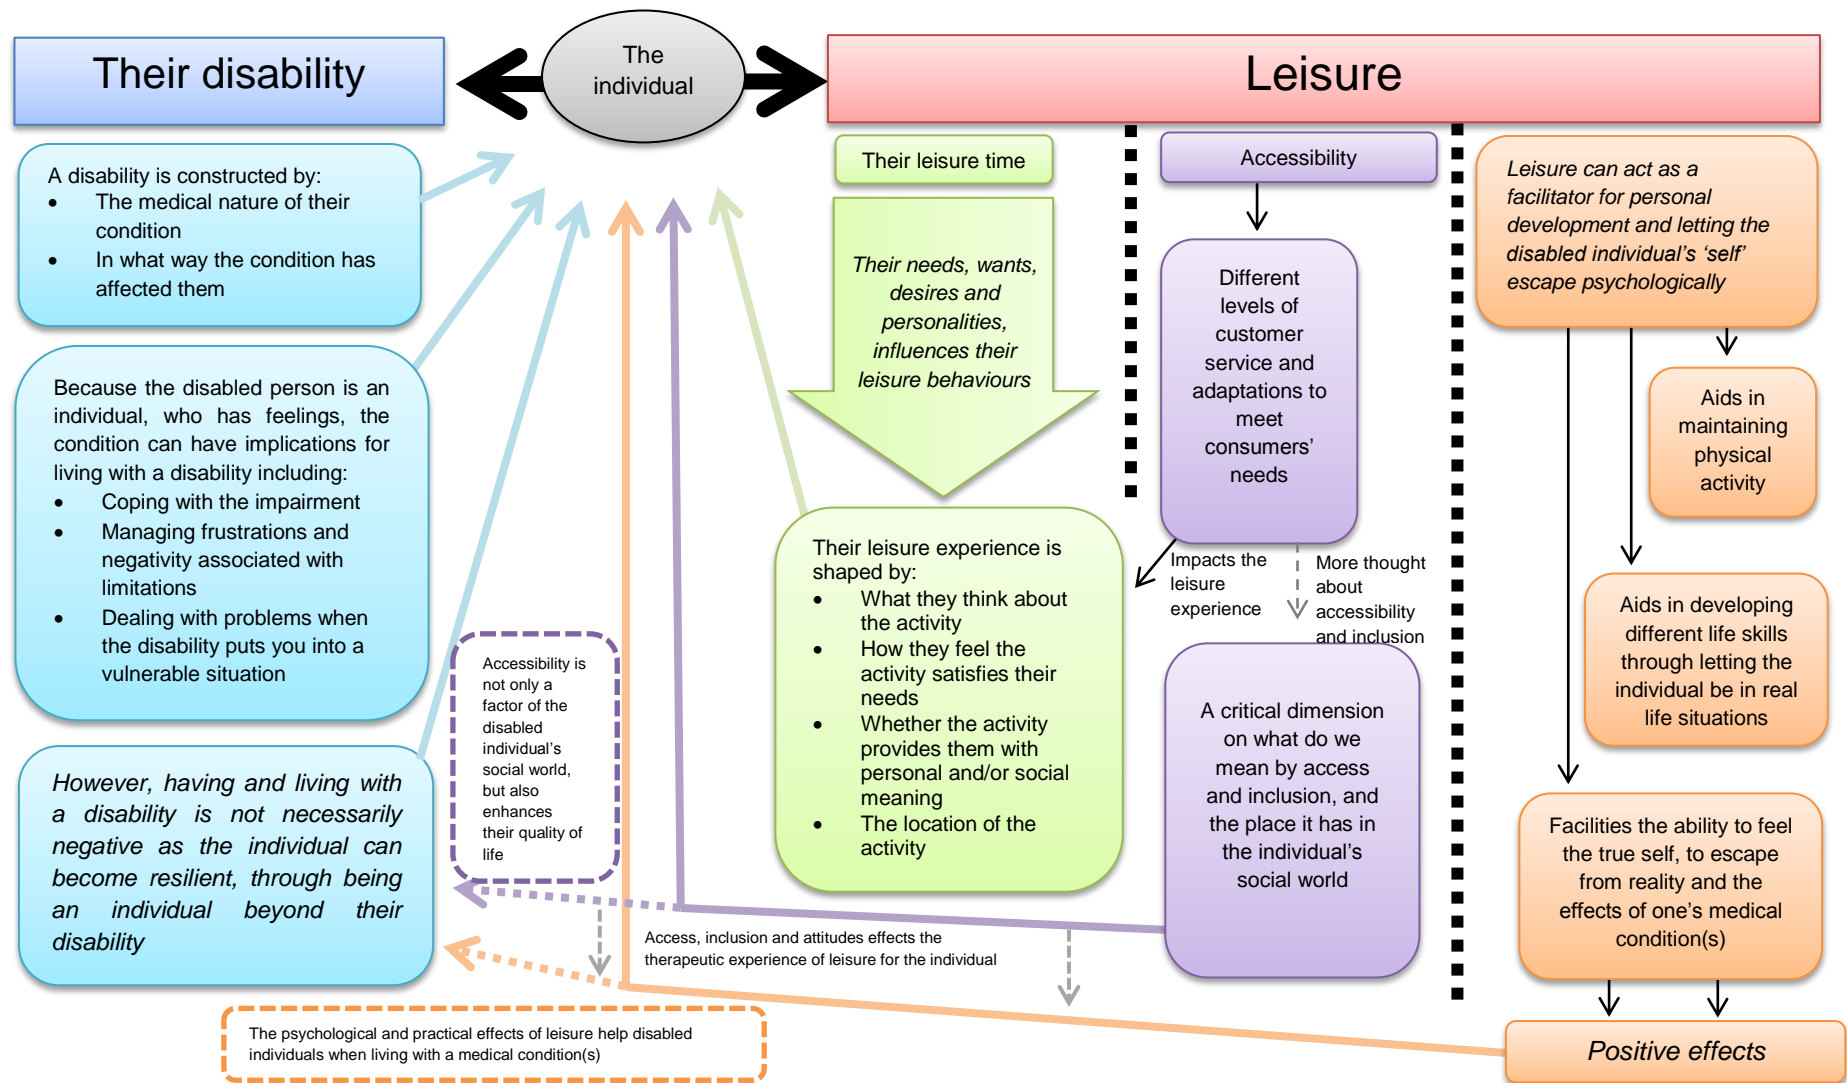 Their disability
The
individual
Leisure
A disability is constructed by:
• The medical nature of their
condition
• In what way the condition has
affected them
Because the disabled person is an
individual, who has feelings, the
condition can have implications for
living with a disability including:
• Coping with the impairment
• Managing frustrations and
negativity associated with
limitations
• Dealing with problems when
the disability puts you into a
vulnerable situation
However, having and living with
a disability is not necessarily
negative as the individual can
become resilient, through being
an individual beyond their
disability
Accessibility is
not only a
factor of the
disabled
individual’s
social world,
but also
enhances
their quality of
life
Their leisure time
Their needs, wants,
desires and
personalities,
influences their
leisure behaviours
Their leisure experience is
shaped by:
• What they think about
the activity
• How they feel the
activity satisfies their
needs
• Whether the activity
provides them with
personal and/or social
meaning
• The location of the
activity
Accessibility
Different
levels of
customer
service and
adaptations to
meet
consumers’
needs
Impacts the
leisure
experience
More thought
about
accessibility
and inclusion
A critical dimension
on what do we
mean by access
and inclusion, and
the place it has in
the individual’s
social world
Leisure can act as a
facilitator for personal
development and letting the
disabled individual’s ‘self’
escape psychologically
Aids in
maintaining
physical
activity
Aids in developing
different life skills
through letting the
individual be in real
life situations
Facilities the ability to feel
the true self, to escape
from reality and the
effects of one’s medical
condition(s)
Positive effects
Access, inclusion and attitudes effects the
therapeutic experience of leisure for the individual
The psychological and practical effects of leisure help disabled
individuals when living with a medical condition(s)